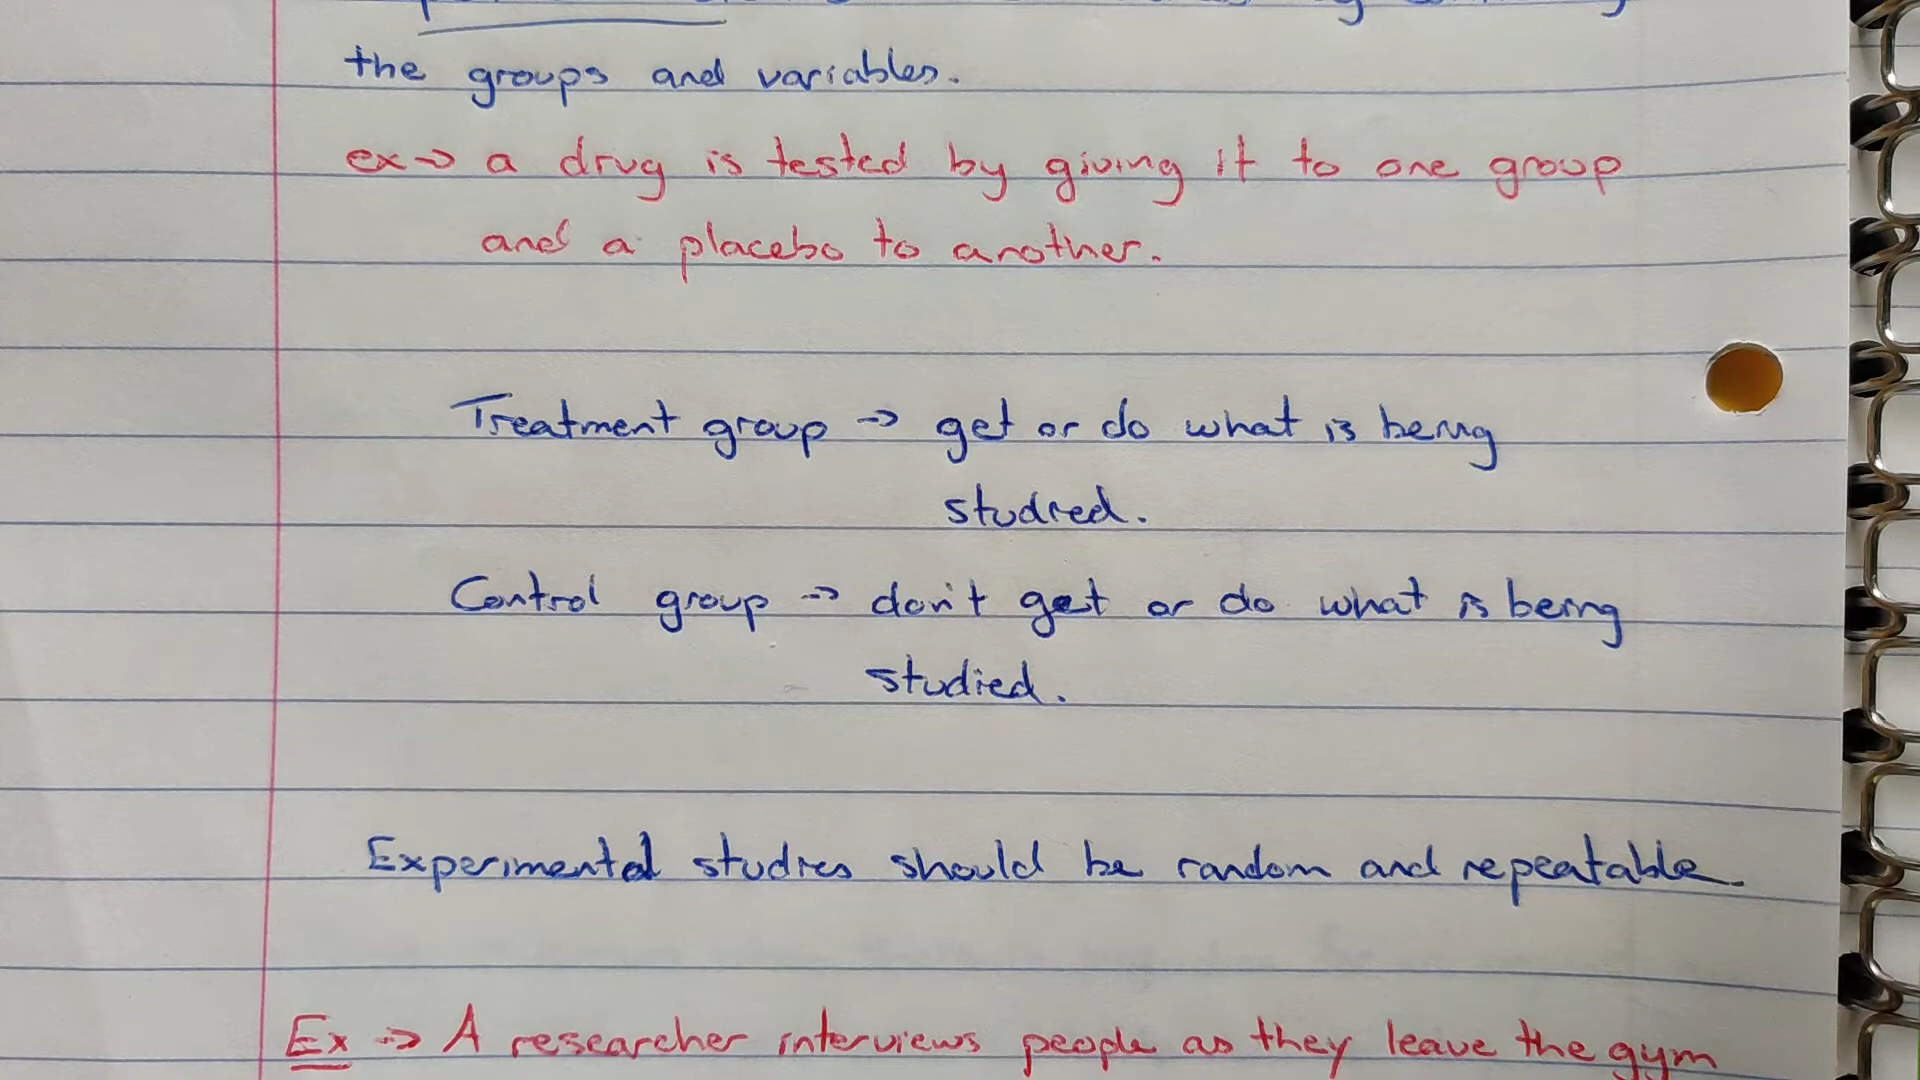 the groups and variables.
ex → a drug is tested by giving it to one group
and a placebo to another.
Treatment group → get or do what is being
studied.
Control group → don't get or do what is being
studied.
Experimental studies should be random and repeatable.
Ex → A researcher interviews people as they leave the gym